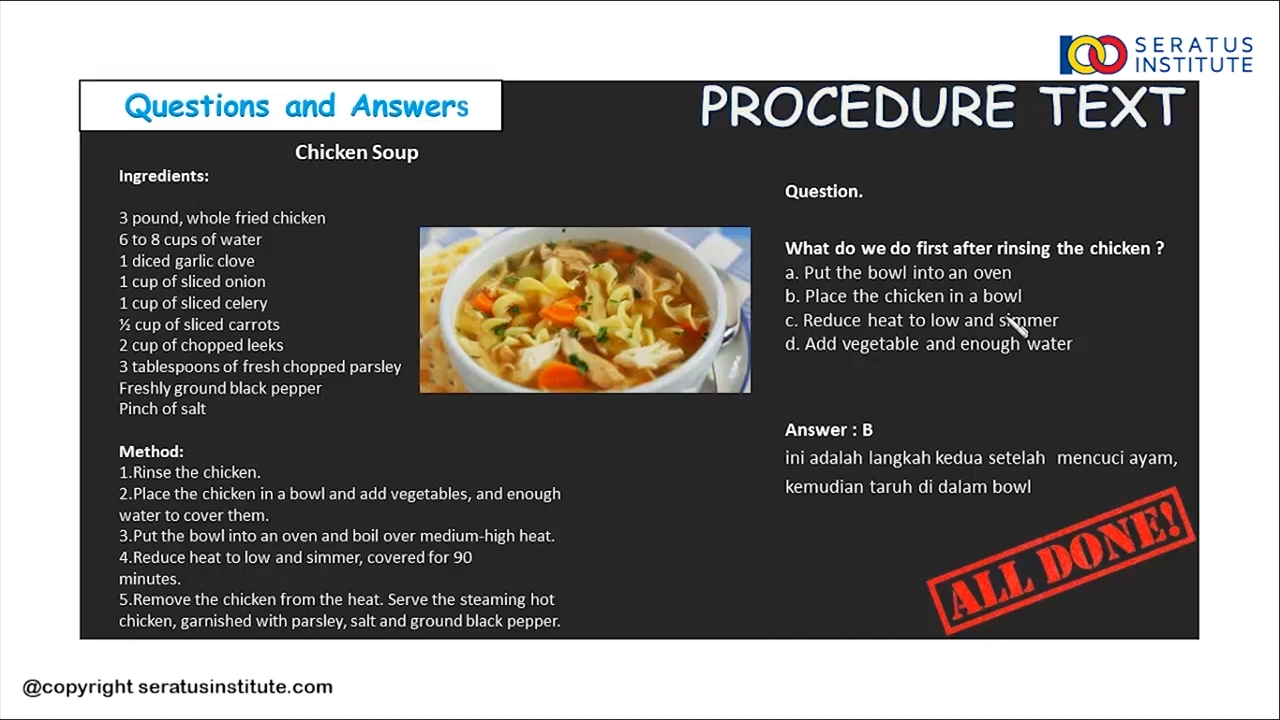 SERATUS
INSTITUTE
Questions and Answers
PROCEDURE TEXT
Chicken Soup
Ingredients:
3 pound, whole fried chicken
6 to 8 cups of water
1 diced garlic clove
1 cup of sliced onion
1 cup of sliced celery
½ cup of sliced carrots
2 cup of chopped leeks
3 tablespoons of fresh chopped parsley
Freshly ground black pepper
Pinch of salt
Method:
1.Rinse the chicken.
2.Place the chicken in a bowl and add vegetables, and enough
water to cover them.
3.Put the bowl into an oven and boil over medium-high heat.
4.Reduce heat to low and simmer, covered for 90
minutes.
5.Remove the chicken from the heat. Serve the steaming hot
chicken, garnished with parsley, salt and ground black pepper.
Question.
What do we do first after rinsing the chicken ?
a. Put the bowl into an oven
b. Place the chicken in a bowl
c. Reduce heat to low and simmer
d. Add vegetable and enough water
Answer : B
ini adalah langkah kedua setelah mencuci ayam,
kemudian taruh di dalam bowl
ALL DONE!
@copyright seratusinstitute.com